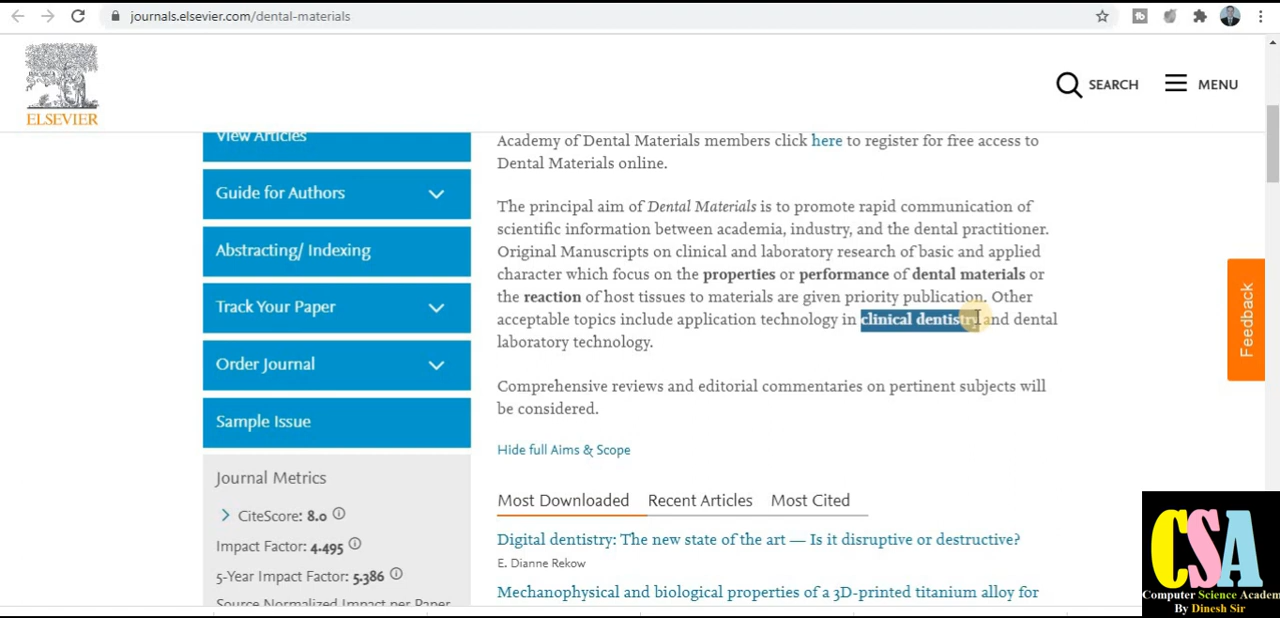 journals.elsevier.com/dental-materials
ELSEVIER
SEARCH
MENU
View Articles
Guide for Authors
Abstracting/ Indexing
Track Your Paper
Order Journal
Sample Issue
Journal Metrics
CiteScore: 8.0
Impact Factor: 4.495
5-Year Impact Factor: 5.386
Source Normalized Impact per Paper
Academy of Dental Materials members click here to register for free access to
Dental Materials online.
The principal aim of Dental Materials is to promote rapid communication of
scientific information between academia, industry, and the dental practitioner.
Original Manuscripts on clinical and laboratory research of basic and applied
character which focus on the properties or performance of dental materials or
the reaction of host tissues to materials are given priority publication. Other
acceptable topics include application technology in clinical dentistry and dental
laboratory technology.
Comprehensive reviews and editorial commentaries on pertinent subjects will
be considered.
Hide full Aims & Scope
Most Downloaded
Recent Articles
Most Cited
Digital dentistry: The new state of the art — Is it disruptive or destructive?
E. Dianne Rekow
Mechanophysical and biological properties of a 3D-printed titanium alloy for
Feedback
CSA
Computer Science Academ
By Dinesh Sir